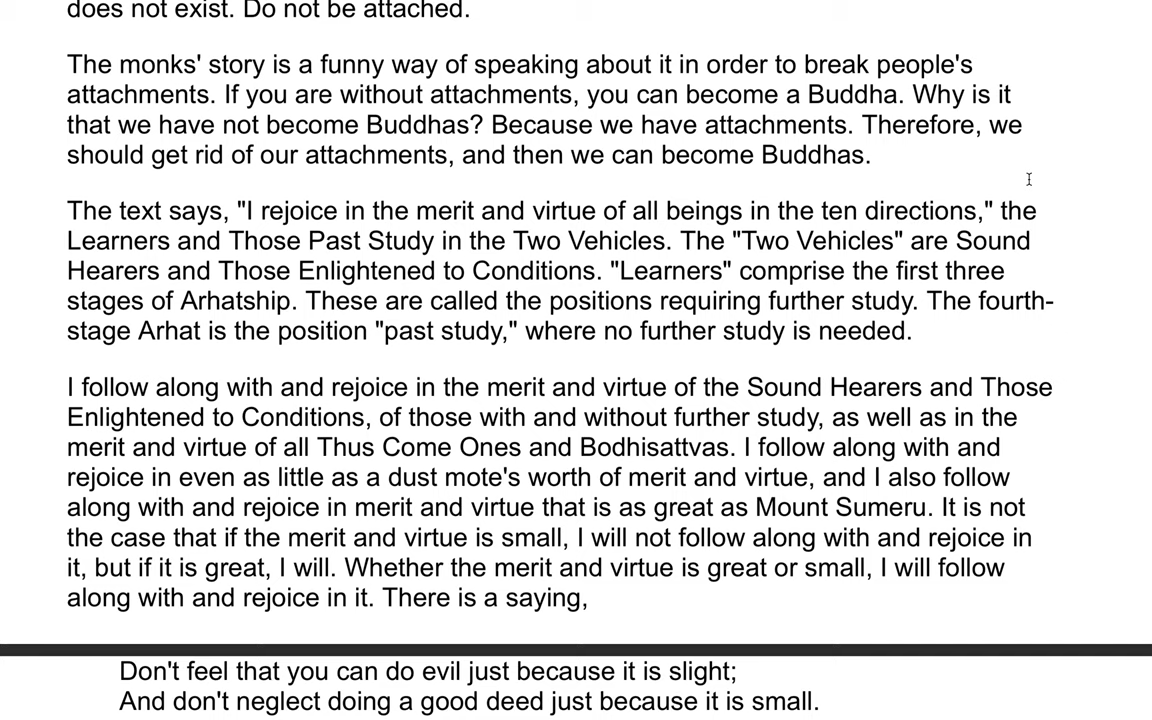 does not exist. Do not be attached.
The monks' story is a funny way of speaking about it in order to break people's
attachments. If you are without attachments, you can become a Buddha. Why is it
that we have not become Buddhas? Because we have attachments. Therefore, we
should get rid of our attachments, and then we can become Buddhas.
The text says, "I rejoice in the merit and virtue of all beings in the ten directions," the
Learners and Those Past Study in the Two Vehicles. The "Two Vehicles" are Sound
Hearers and Those Enlightened to Conditions. "Learners" comprise the first three
stages of Arhatship. These are called the positions requiring further study. The fourth-
stage Arhat is the position "past study," where no further study is needed.
I follow along with and rejoice in the merit and virtue of the Sound Hearers and Those
Enlightened to Conditions, of those with and without further study, as well as in the
merit and virtue of all Thus Come Ones and Bodhisattvas. I follow along with and
rejoice in even as little as a dust mote's worth of merit and virtue, and I also follow
along with and rejoice in merit and virtue that is as great as Mount Sumeru. It is not
the case that if the merit and virtue is small, I will not follow along with and rejoice in
it, but if it is great, I will. Whether the merit and virtue is great or small, I will follow
along with and rejoice in it. There is a saying,
Don't feel that you can do evil just because it is slight;
And don't neglect doing a good deed just because it is small.